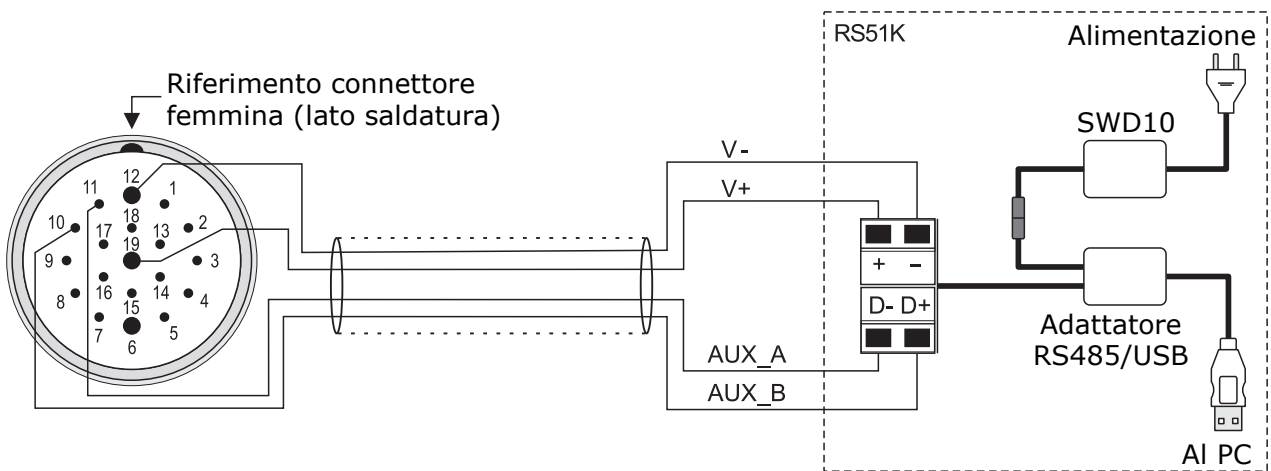 RS51K
Alimentazione
Riferimento connettore
femmina (lato saldatura)
SWD10
V-
V+
12
11
1
10
18
2
17
13
19
9
3
16
14
8
15
4
7
5
6
+ -
D- D+
Adattatore
RS485/USB
AUX_A
AUX_B
Al PC